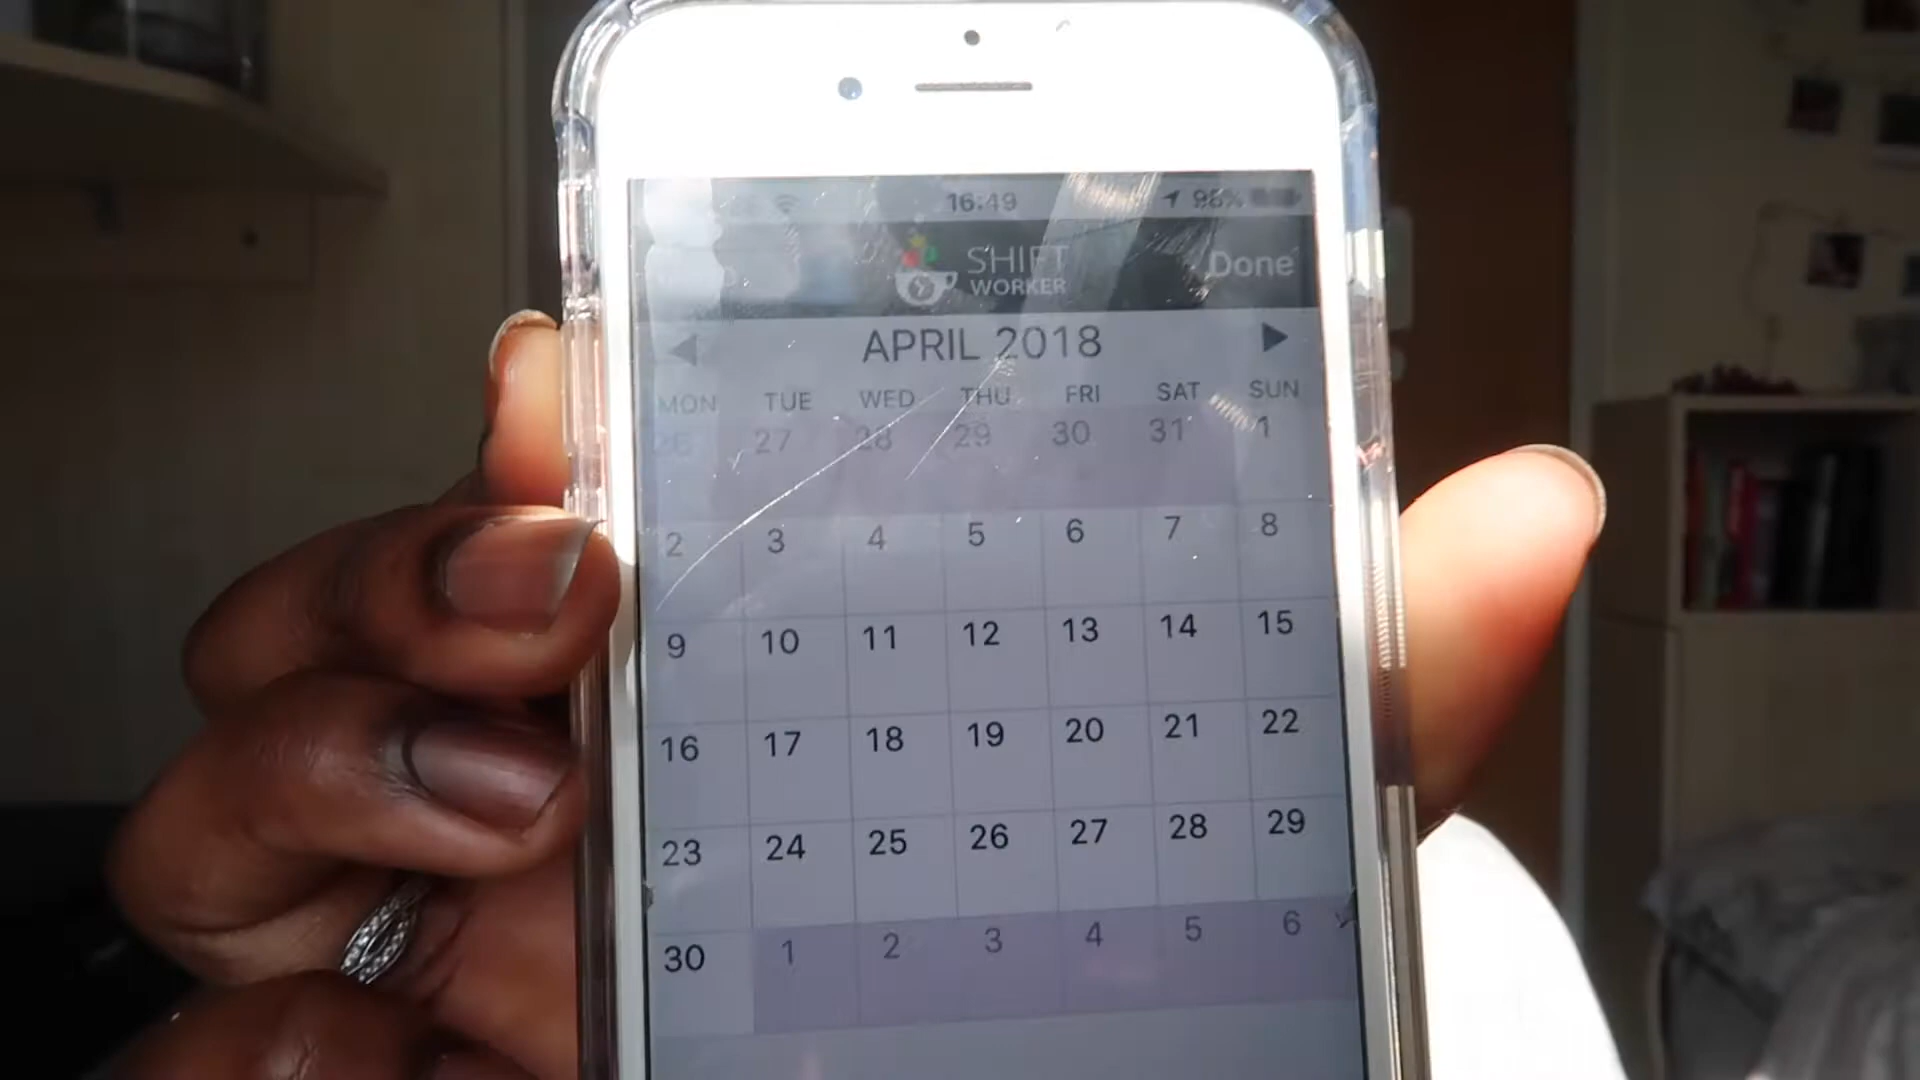 16:49 98%
SHIFT
WORKER
Done
APRIL 2018
MON TUE WED THU FRI SAT SUN
26 27 28 29 30 31 1
2 3 4 5 6 7 8
9 10 11 12 13 14 15
16 17 18 19 20 21 22
23 24 25 26 27 28 29
30 1 2 3 4 5 6